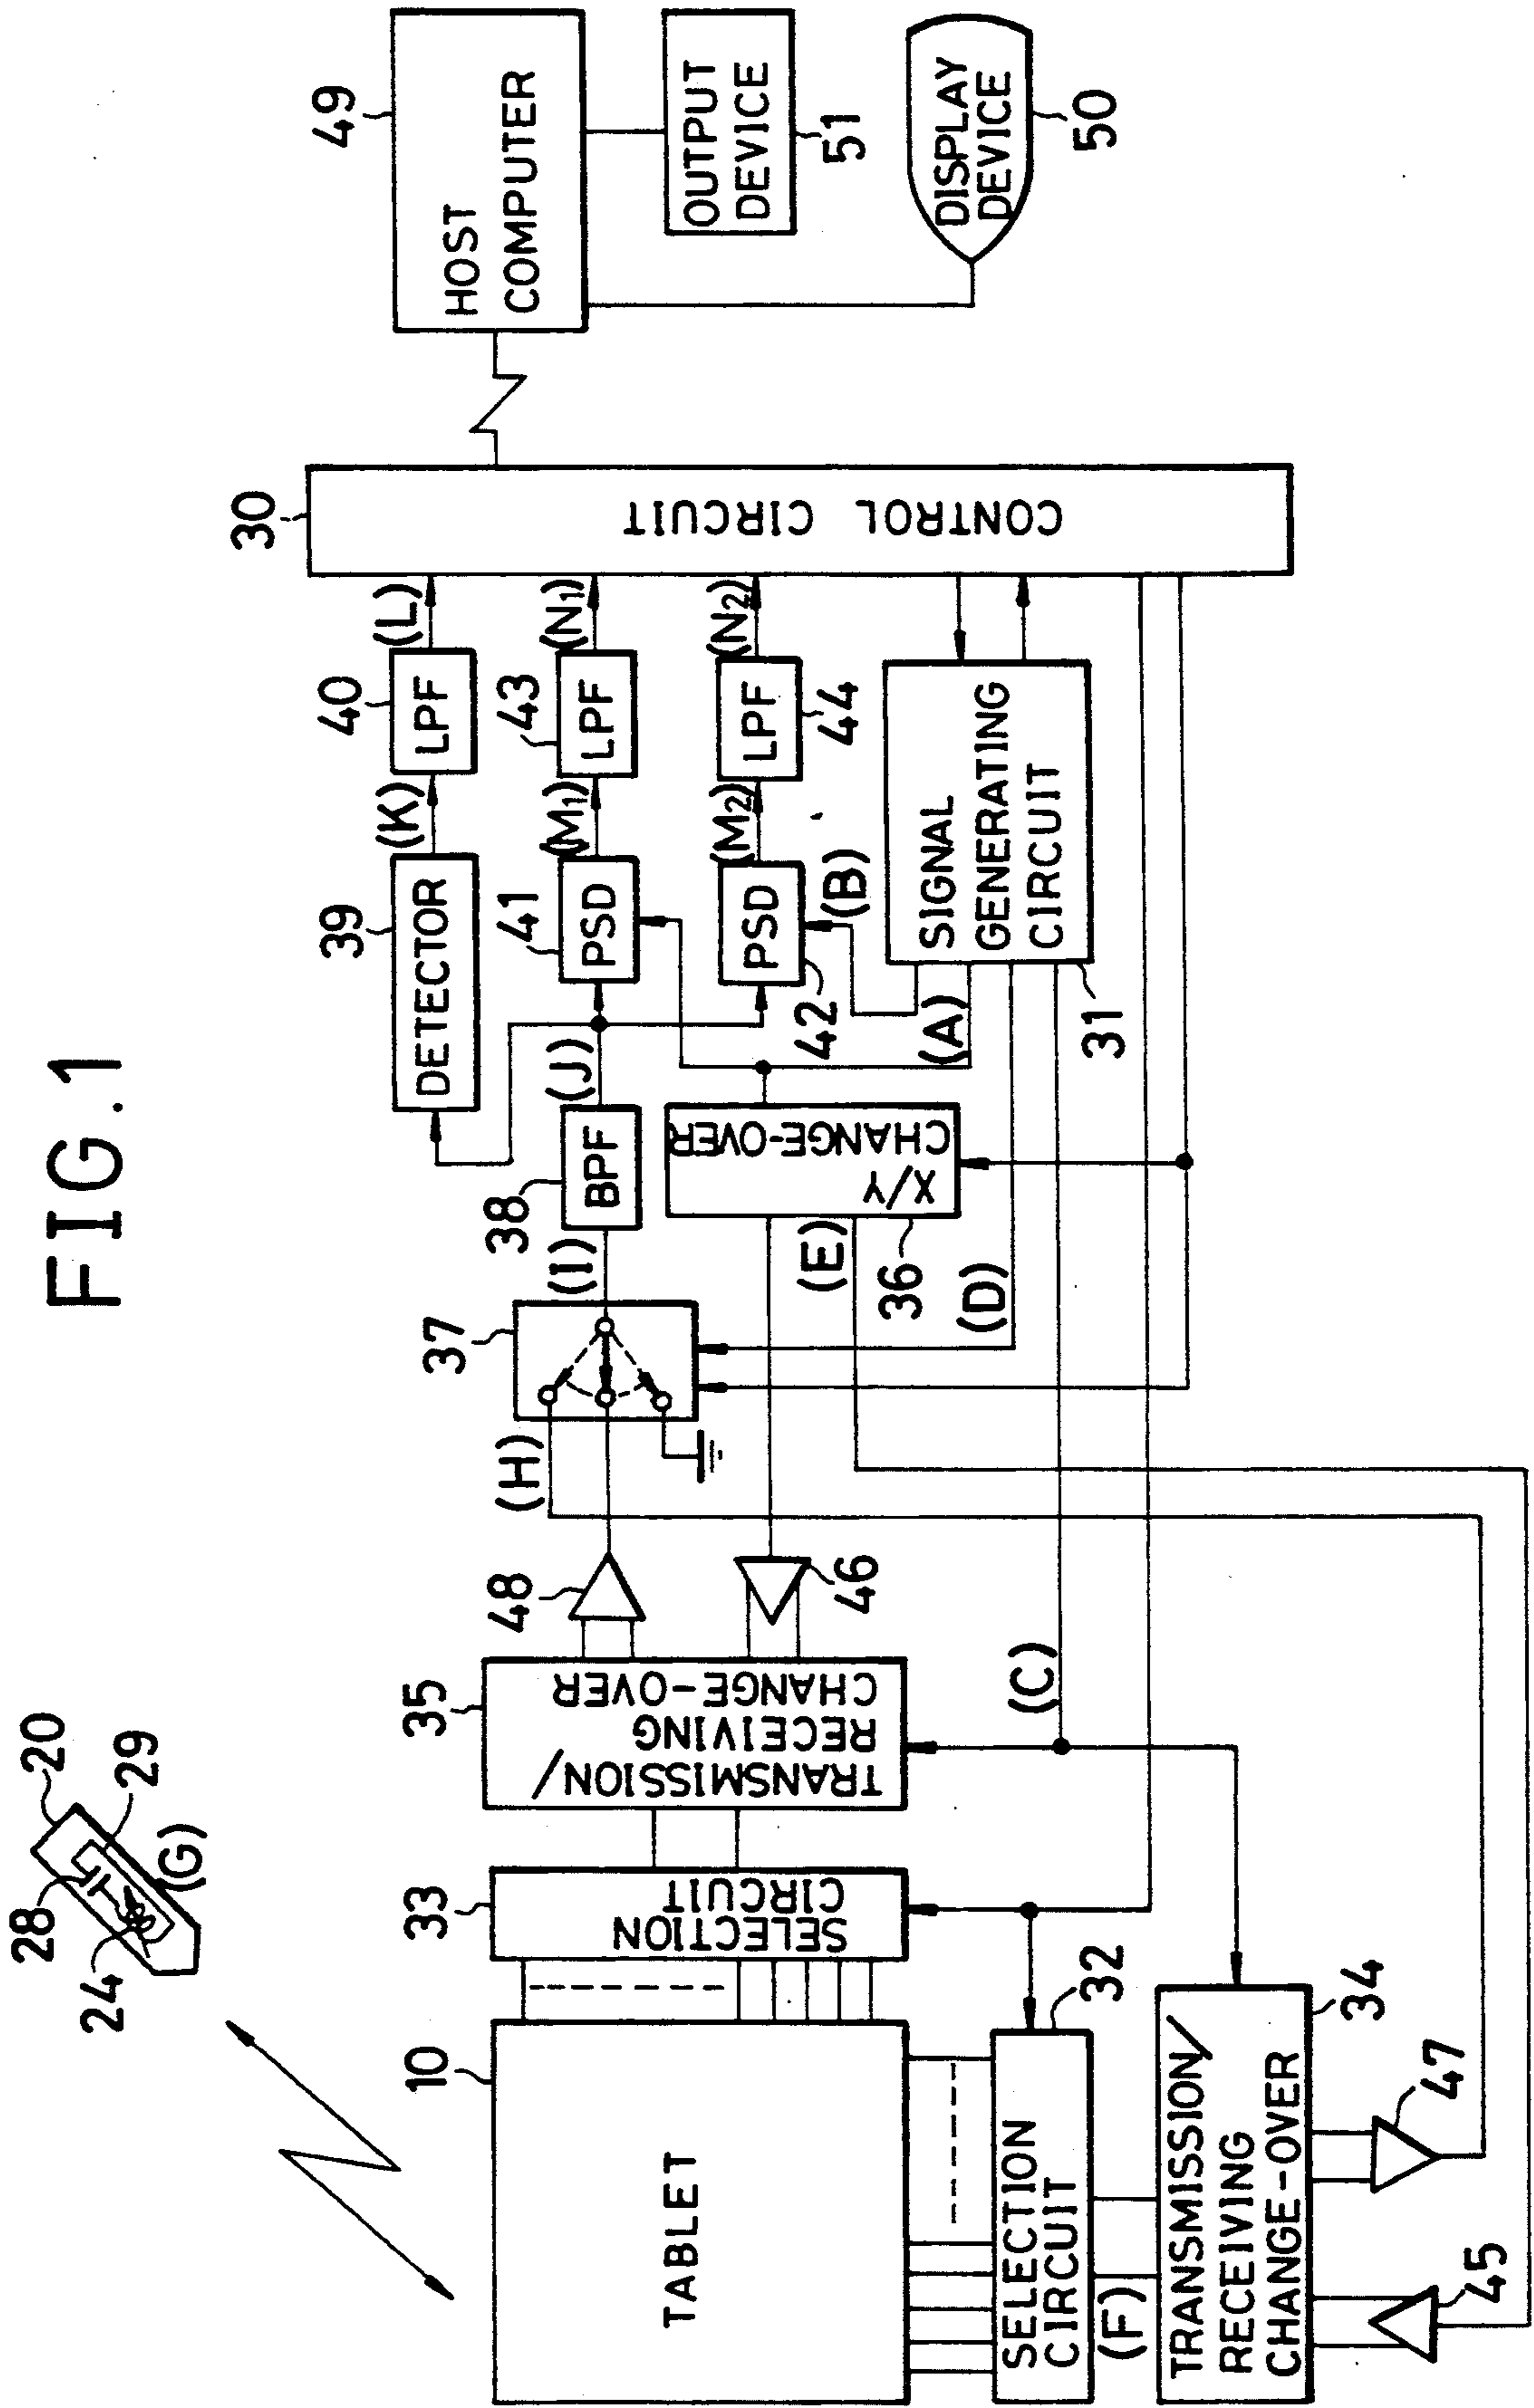 FIG.1
20
28
29
24
(G)
10
TABLET
33
SELECTION
CIRCUIT
35
TRANSMISSION/
RECEIVING
CHANGE-OVER
48
46
(H)
37
(I)
38
BPF
(J)
39
DETECTOR
(K)
40
LPF
(L)
41
PSD
(M1)
43
LPF
(N1)
42
PSD
(M2)
44
LPF
(N2)
30
CONTROL CIRCUIT
49
HOST
COMPUTER
OUTPUT
DEVICE
51
DISPLAY
DEVICE
50
X/Y
CHANGE-OVER
36
(E)
(D)
(A)
(B)
SIGNAL
GENERATING
CIRCUIT
31
(C)
SELECTION
CIRCUIT
32
(F)
TRANSMISSION/
RECEIVING
CHANGE-OVER
34
45
47